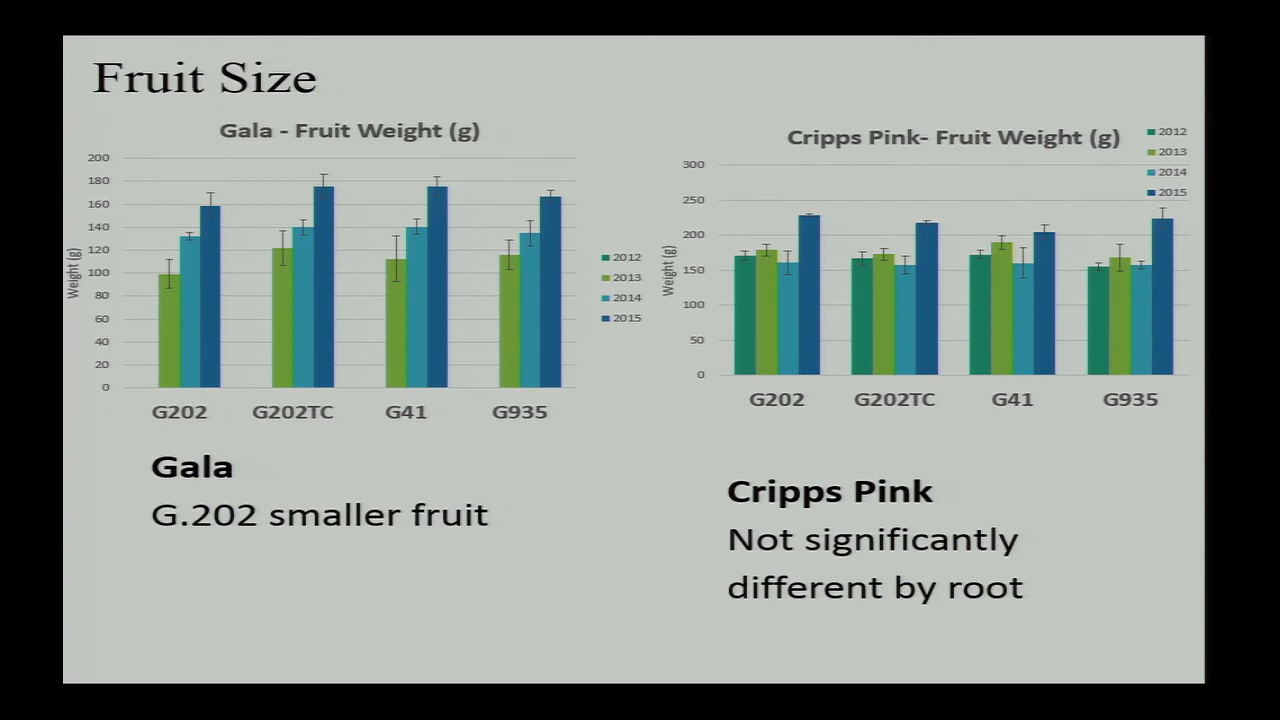 Fruit Size
Gala - Fruit Weight (g)
200
180
160
140
120
100
80
60
40
20
0
Weight (g)
G202 G202TC G41 G935
2012
2013
2014
2015
Cripps Pink- Fruit Weight (g)
300
250
200
150
100
50
0
Weight (g)
G202 G202TC G41 G935
2012
2013
2014
2015
Gala
G.202 smaller fruit
Cripps Pink
Not significantly
different by root